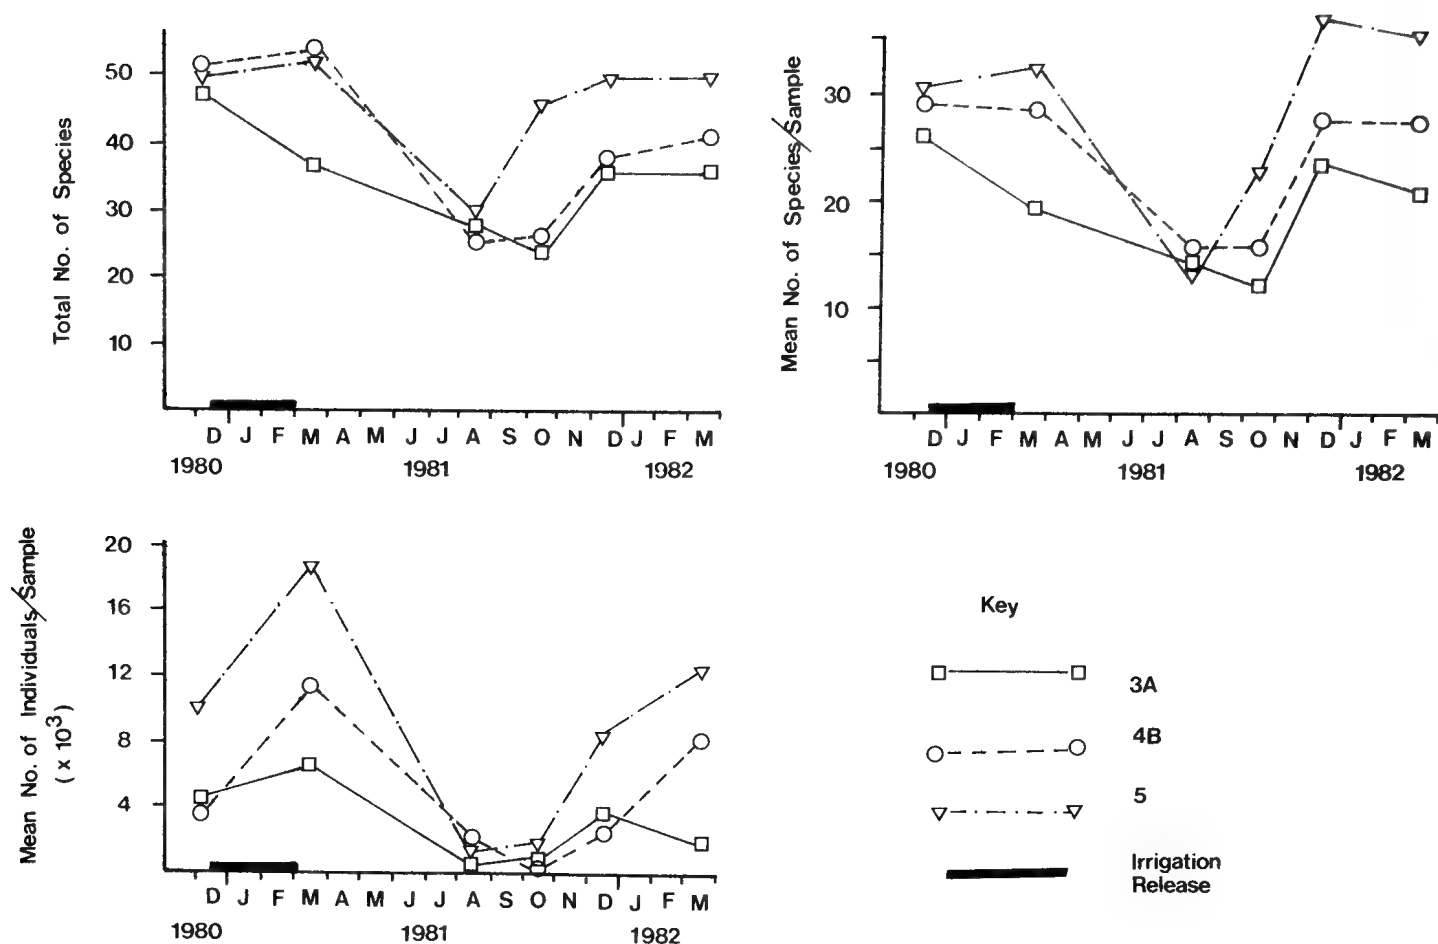 Total No. of Species
50
40
30
20
10
D J F M A M J J A S O N D J F M
1980 1981 1982
Mean No. of Species/Sample
30
20
10
D J F M A M J J A S O N D J F M
1980 1981 1982
Mean No. of Individuals/Sample
(x 10³)
20
16
12
8
4
D J F M A M J J A S O N D J F M
1980 1981 1982
Key
3A
4B
5
Irrigation
Release